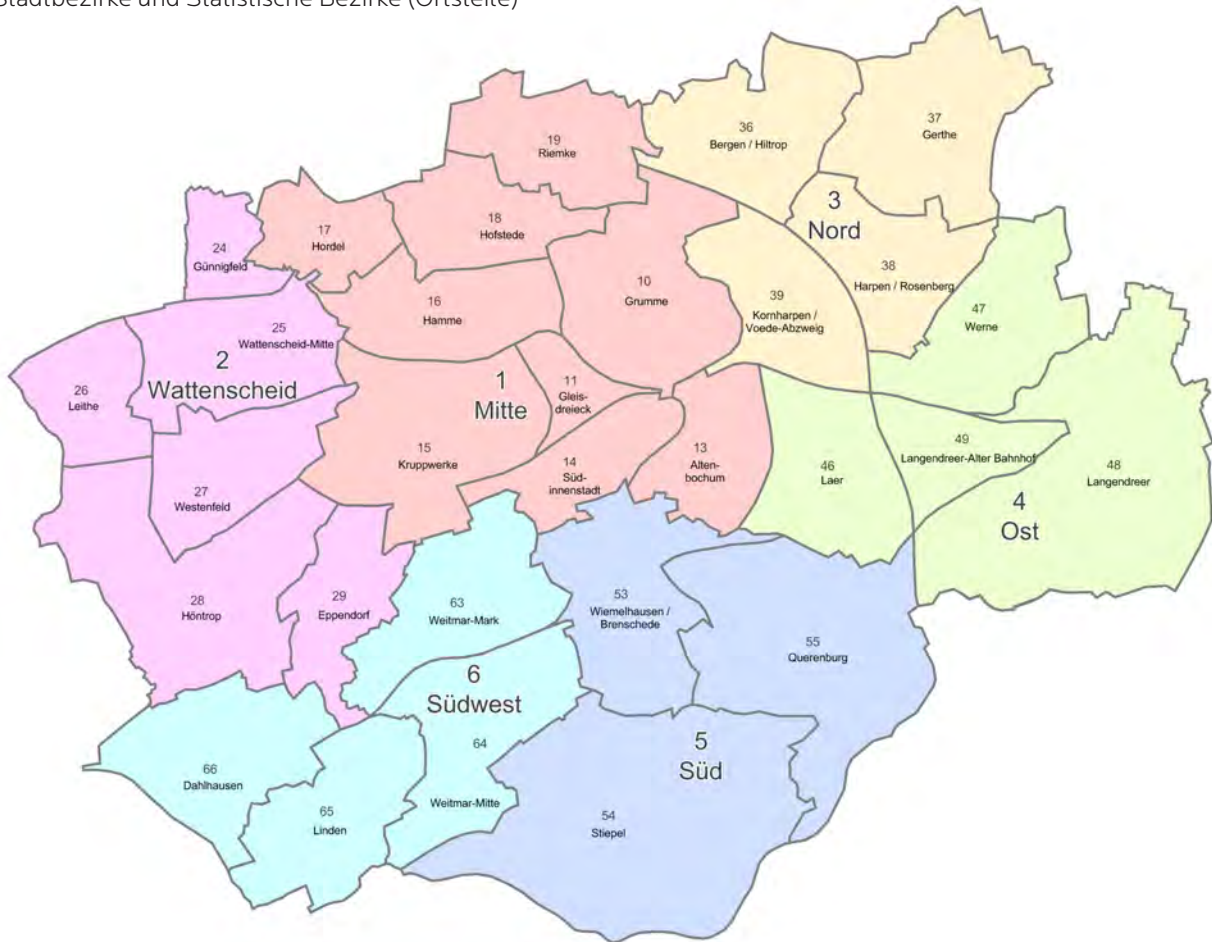 Stadtbezirke und Statistische Bezirke (Ortsteile)
37
Gerthe
36
Bergen / Hiltrop
19
Riemke
3
Nord
18
Hofstede
17
Hordel
24
Günnigfeld
38
Harpen / Rosenberg
10
Grumme
39
Kornharpen /
Voede-Abzweig
16
Hamme
47
Werne
25
Wattenscheid-Mitte
2
Wattenscheid
26
Leithe
1
Mitte
11
Gleis-
dreieck
15
Kruppwerke
14
Süd-
innenstadt
13
Alten-
bochum
46
Laer
49
Langendreer-Alter Bahnhof
48
Langendreer
4
Ost
27
Westenfeld
28
Höntrop
29
Eppendorf
63
Weitmar-Mark
53
Wiemelhausen /
Brenschede
55
Querenburg
6
Südwest
64
Weitmar-Mitte
5
Süd
66
Dahlhausen
65
Linden
54
Stiepel